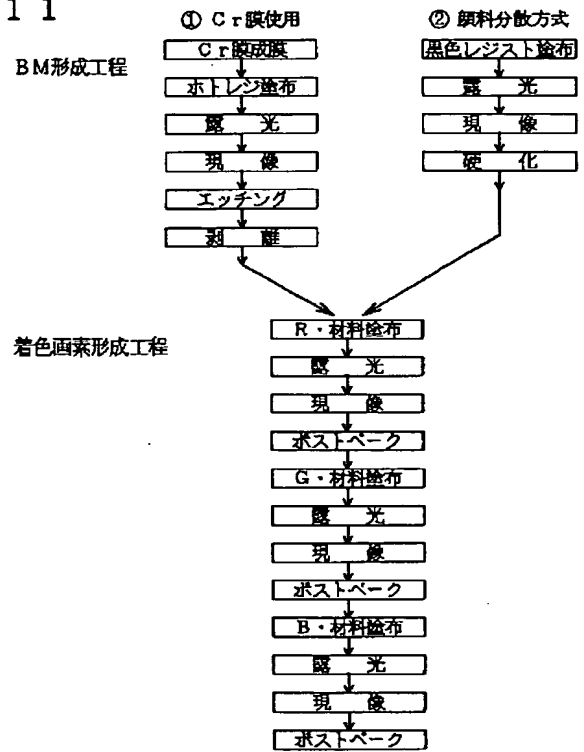 11
① Cr膜使用
②顔料分散方式
BM形成工程
Cr膜成膜
ホトレジ塗布
露光
現像
エッチング
剥離
黒色レジスト塗布
露光
現像
硬化
着色画素形成工程
R・材料塗布
露光
現像
ポストベーク
G・材料塗布
露光
現像
ポストベーク
B・材料塗布
露光
現像
ポストベーク